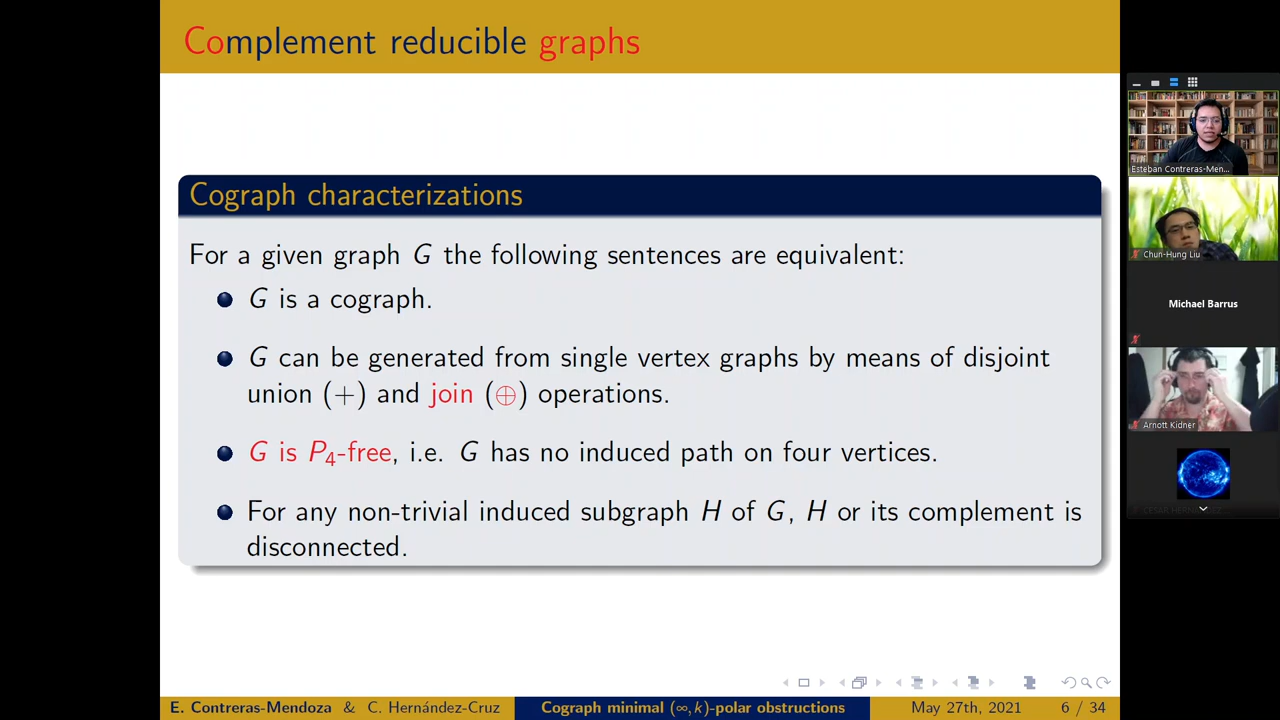 Complement reducible graphs
Cograph characterizations
For a given graph G the following sentences are equivalent:
G is a cograph.
G can be generated from single vertex graphs by means of disjoint
union (+) and join (⊕) operations.
G is P₄-free, i.e. G has no induced path on four vertices.
For any non-trivial induced subgraph H of G, H or its complement is
disconnected.
E. Contreras-Mendoza & C. Hernández-Cruz
Cograph minimal (∞, k)-polar obstructions
May 27th, 2021
6 / 34
Esteban Contreras-Men...
Chun-Hung Liu
Michael Barrus
Arnott Kidner